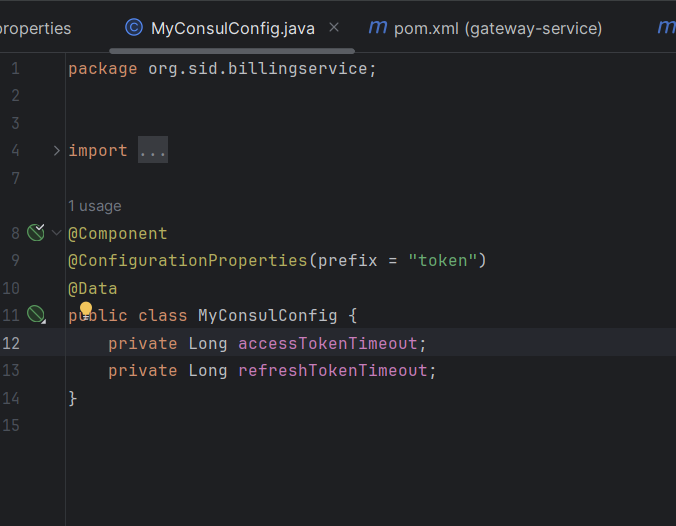 properties MyConsulConfig.java pom.xml (gateway-service)
1 package org.sid.billingservice;
2
3
4 import ...
7
1 usage
8 @Component
9 @ConfigurationProperties(prefix = "token")
10 @Data
11 public class MyConsulConfig {
12 private Long accessTokenTimeout;
13 private Long refreshTokenTimeout;
14 }
15